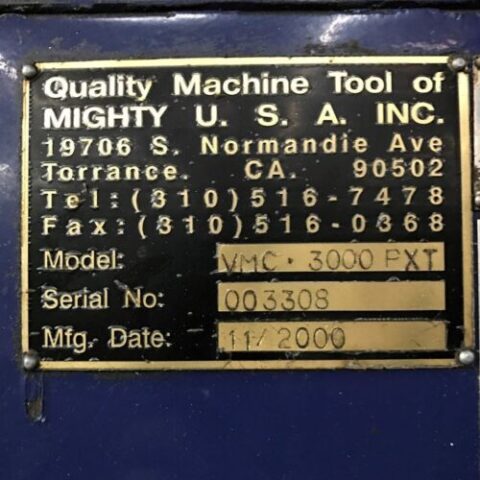 Quality Machine Tool of
MIGHTY U. S. A. INC.
19706 S. Normandie Ave
Torrance. CA. 90502
Tel:(310)516-7478
Fax:(310)516-0368
Model: VMC · 3000 PXT
Serial No: 003308
Mfg. Date: 11/2000